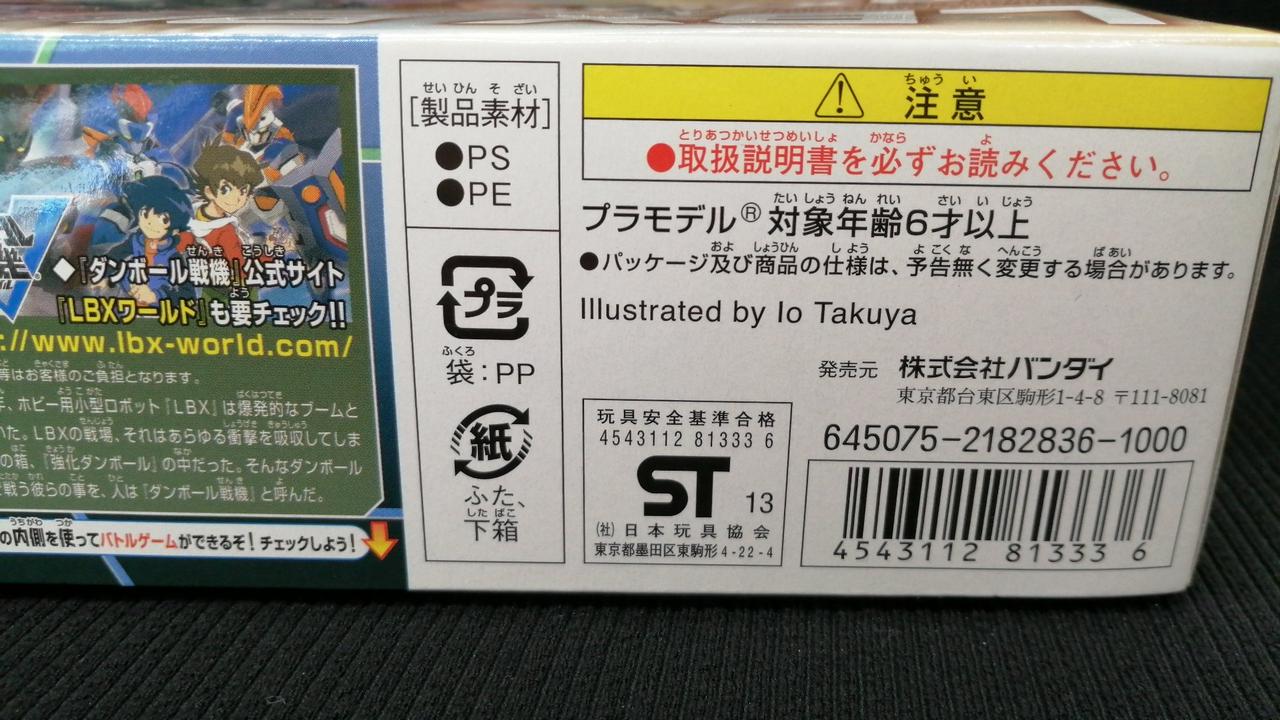 ◆『ダンボール戦機』公式サイト
『LBXワールド』も要チェック!!
://www.lbx-world.com/
等はお客様のご負担となります。
、ホビー用小型ロボット『LBX』は爆発的なブームと
いた。LBXの戦場、それはあらゆる衝撃を吸収してしま
の箱、『強化ダンボール』の中だった。そんなダンボール
で戦う彼らの事を、人は『ダンボール戦機』と呼んだ。
の内側を使ってバトルゲームができるぞ!チェックしよう!
[製品素材]
●PS
●PE
プラ
袋:PP
紙
ふた、
下箱
注意
●取扱説明書を必ずお読みください。
プラモデル® 対象年齢6才以上
●パッケージ及び商品の仕様は、予告無く変更する場合があります。
Illustrated by Io Takuya
発売元 株式会社バンダイ
東京都台東区駒形1-4-8 〒111-8081
玩具安全基準合格
4543112 81333 6
ST 13
(社)日本玩具協会
東京都墨田区東駒形4-22-4
645075-2182836-1000
4543112 81333 6